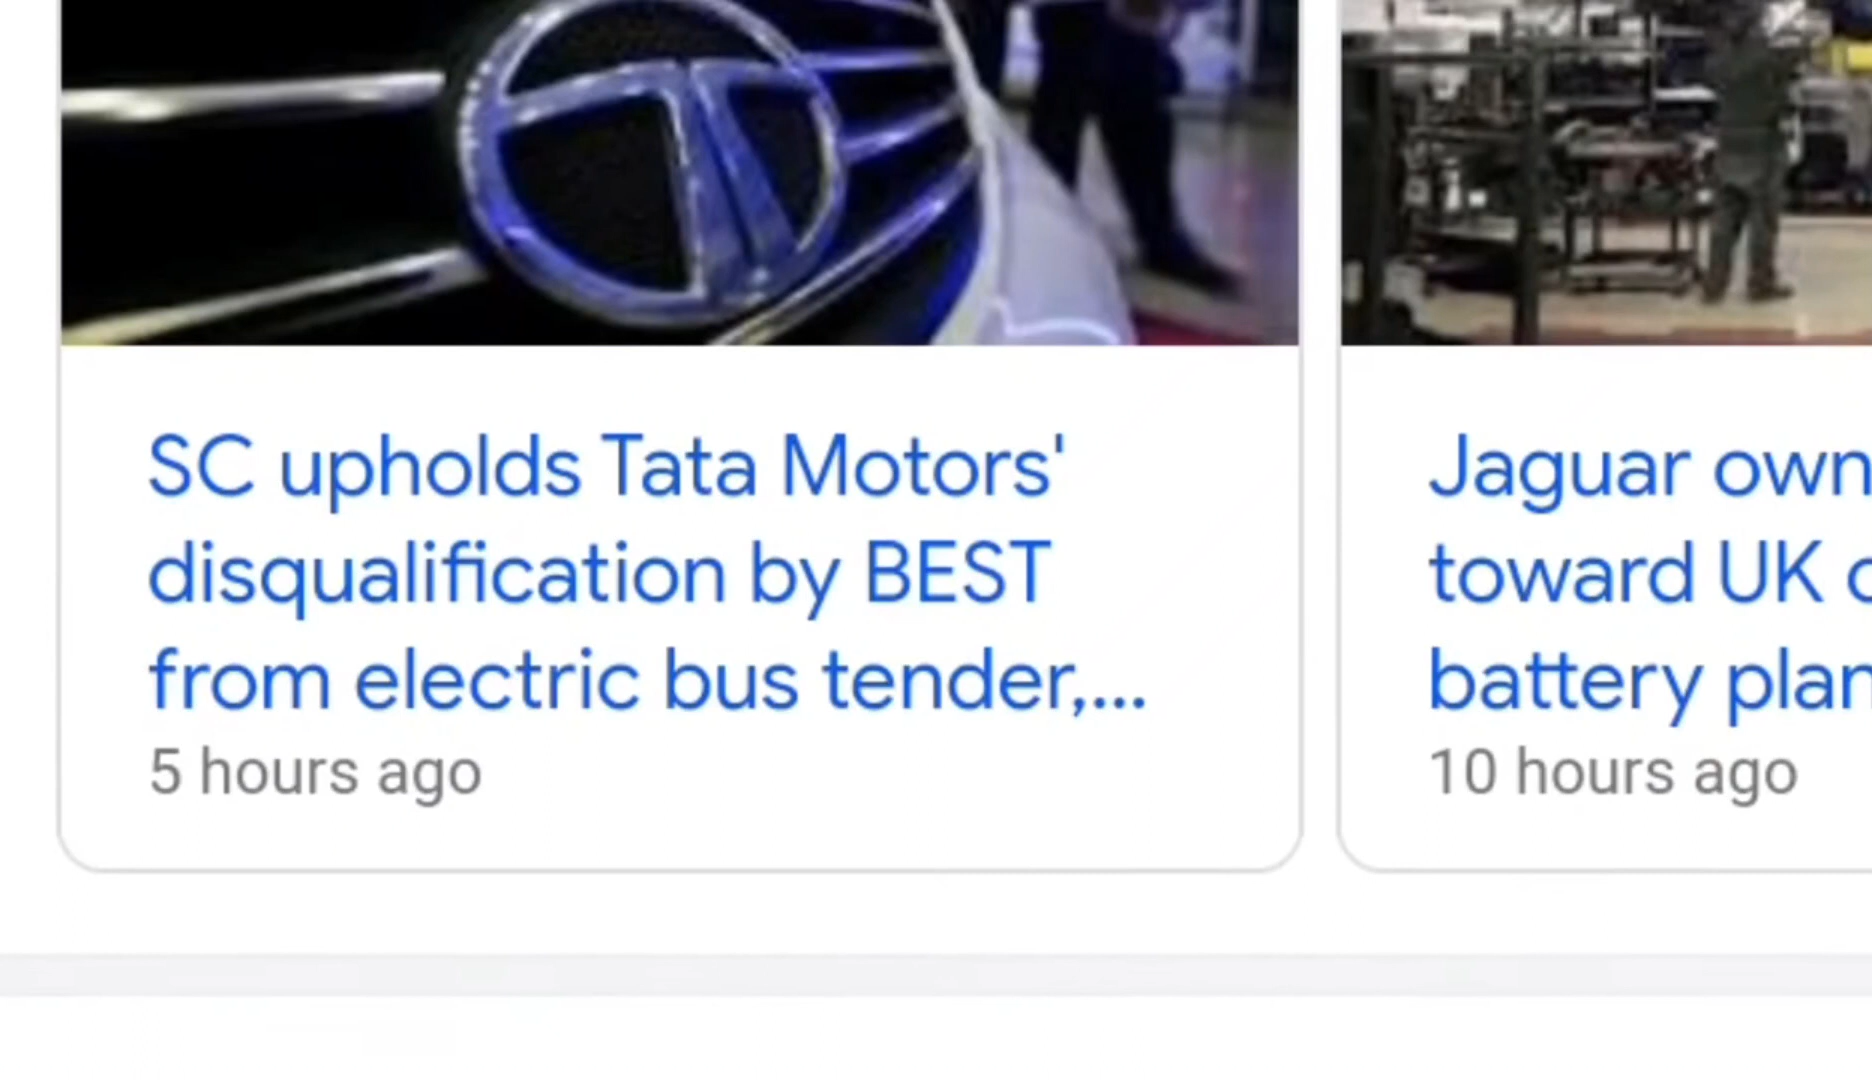 SC upholds Tata Motors'
disqualification by BEST
from electric bus tender,...
5 hours ago
Jaguar own
toward UK
battery plan
10 hours ago